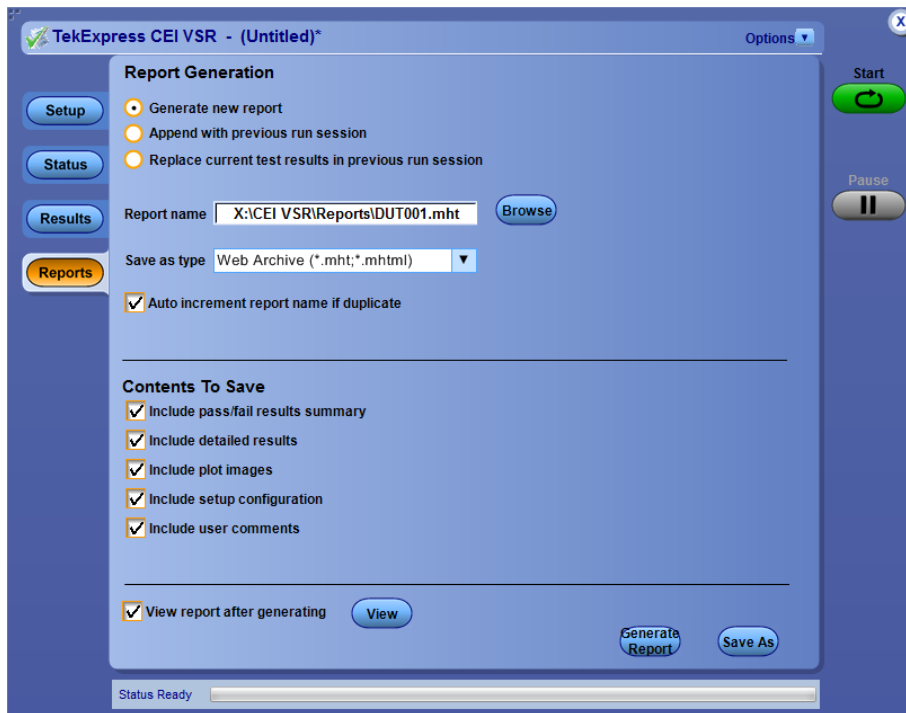 TekExpress CEI VSR - (Untitled)*
Options
X
Report Generation
Start
Generate new report
Setup
Append with previous run session
Status
Replace current test results in previous run session
Pause
Results
Report name X:\CEI VSR\Reports\DUT001.mht Browse
Save as type Web Archive (*.mht;*.mhtml)
Reports
Auto increment report name if duplicate
Contents To Save
Include pass/fail results summary
Include detailed results
Include plot images
Include setup configuration
Include user comments
View report after generating View
Generate
Report
Save As
Status Ready